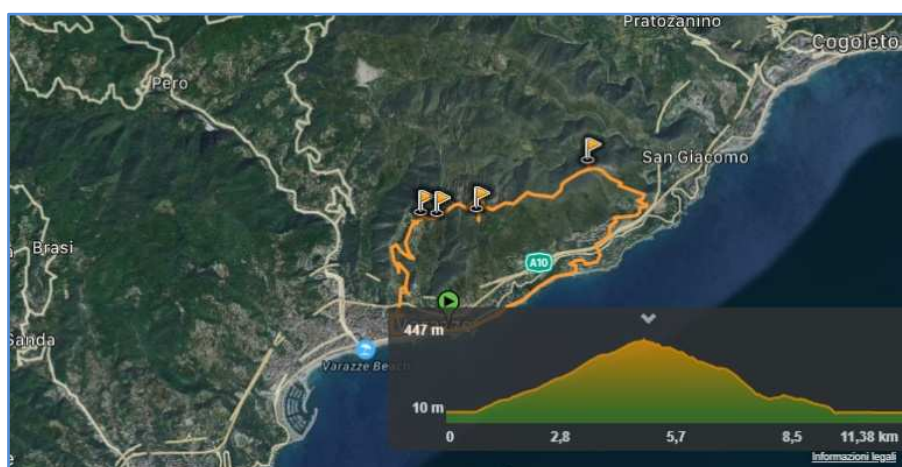 Pratozanino
Cogoleto
Pero
San Giacomo
Brasi
A10
Sanda
Varazze
Varazze Beach
447 m
10 m
0 2,8 5,7 8,5 11,38 km
Informazioni legali